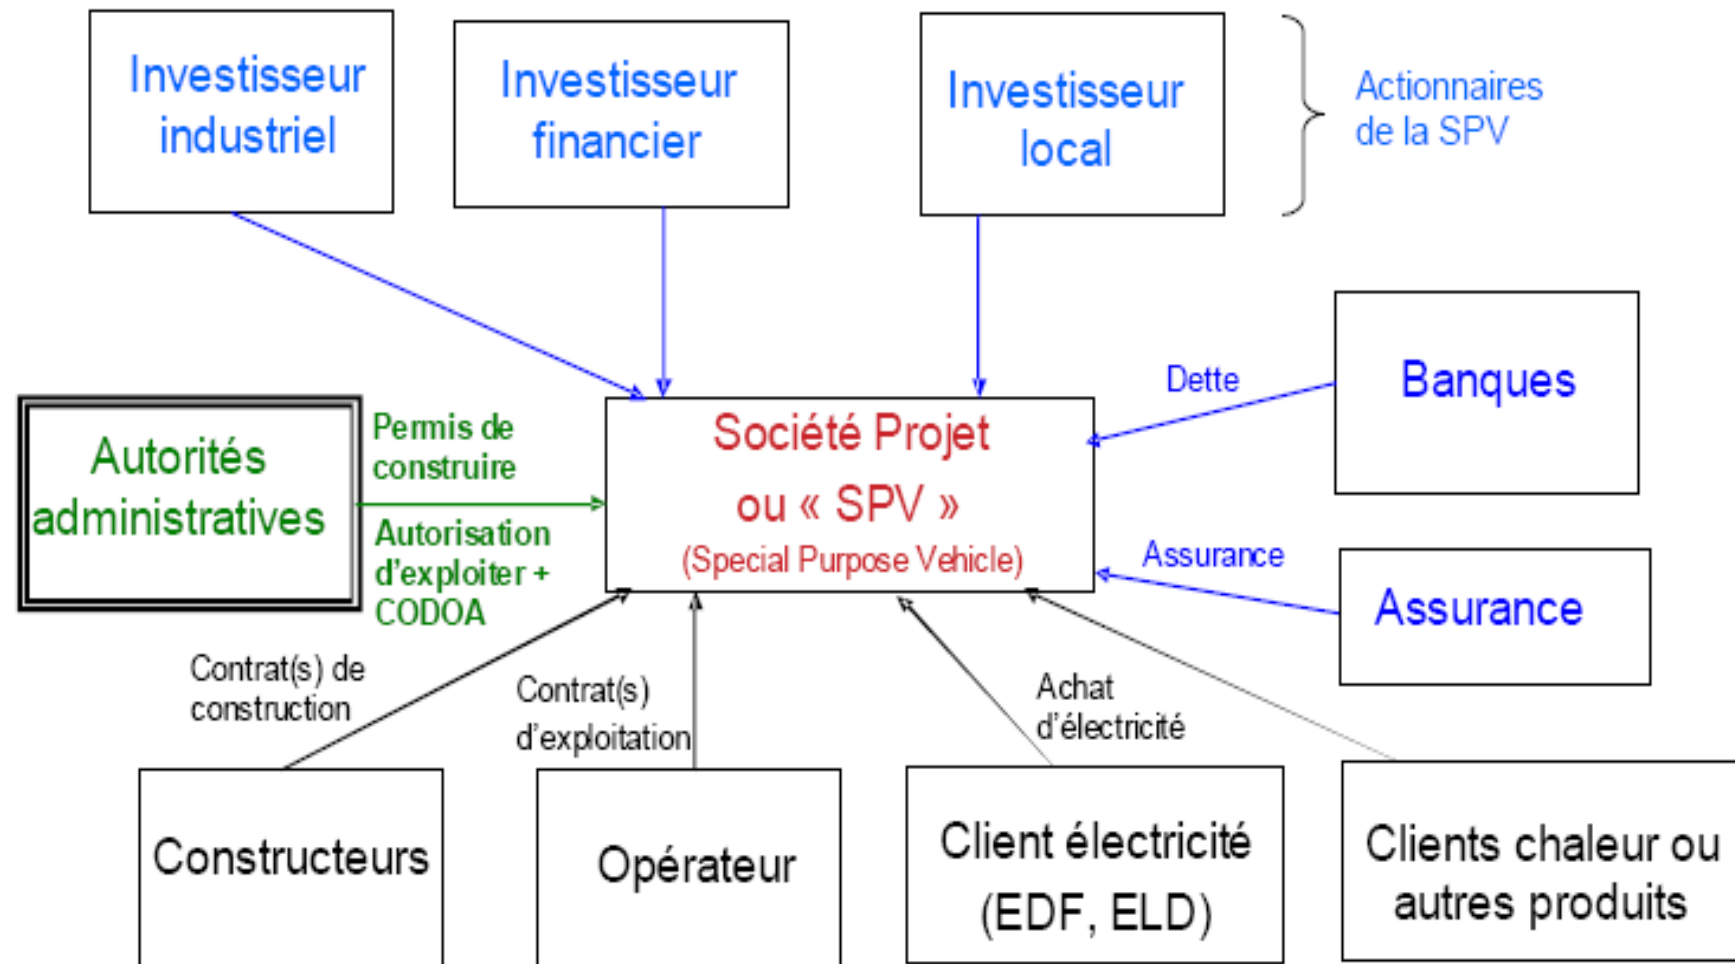 Investisseur
industriel
Investisseur
financier
Investisseur
local
Actionnaires
de la SPV
Banques
Dette
Autorités
administratives
Permis de
construire
Autorisation
d'exploiter +
CODOA
Société Projet
ou « SPV »
(Special Purpose Vehicle)
Assurance
Assurance
Contrat(s) de
construction
Contrat(s)
d'exploitation
Achat
d'électricité
Constructeurs
Opérateur
Client électricité
(EDF, ELD)
Clients chaleur ou
autres produits